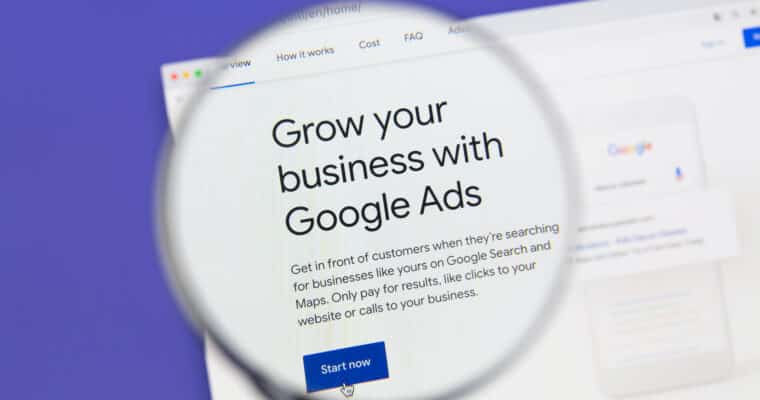 en/home/
How it works
Cost
FAQ
Grow your
business with
Google Ads
Get in front of customers when they're searching
for businesses like yours on Google Search and
Maps. Only pay for results, like clicks to your
website or calls to your business.
Start now
Sign in
Google